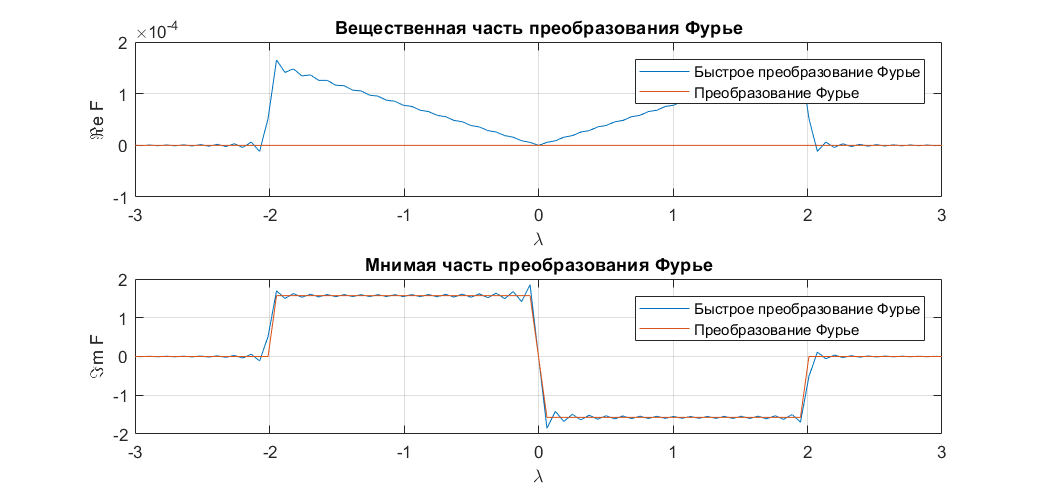 ×10⁻⁴
Вещественная часть преобразования Фурье
2
1
0
-1
ℜe F
Быстрое преобразование Фурье
Преобразование Фурье
-3 -2 -1 0 1 2 3
λ
Мнимая часть преобразования Фурье
2
1
0
-1
-2
ℑm F
Быстрое преобразование Фурье
Преобразование Фурье
-3 -2 -1 0 1 2 3
λ